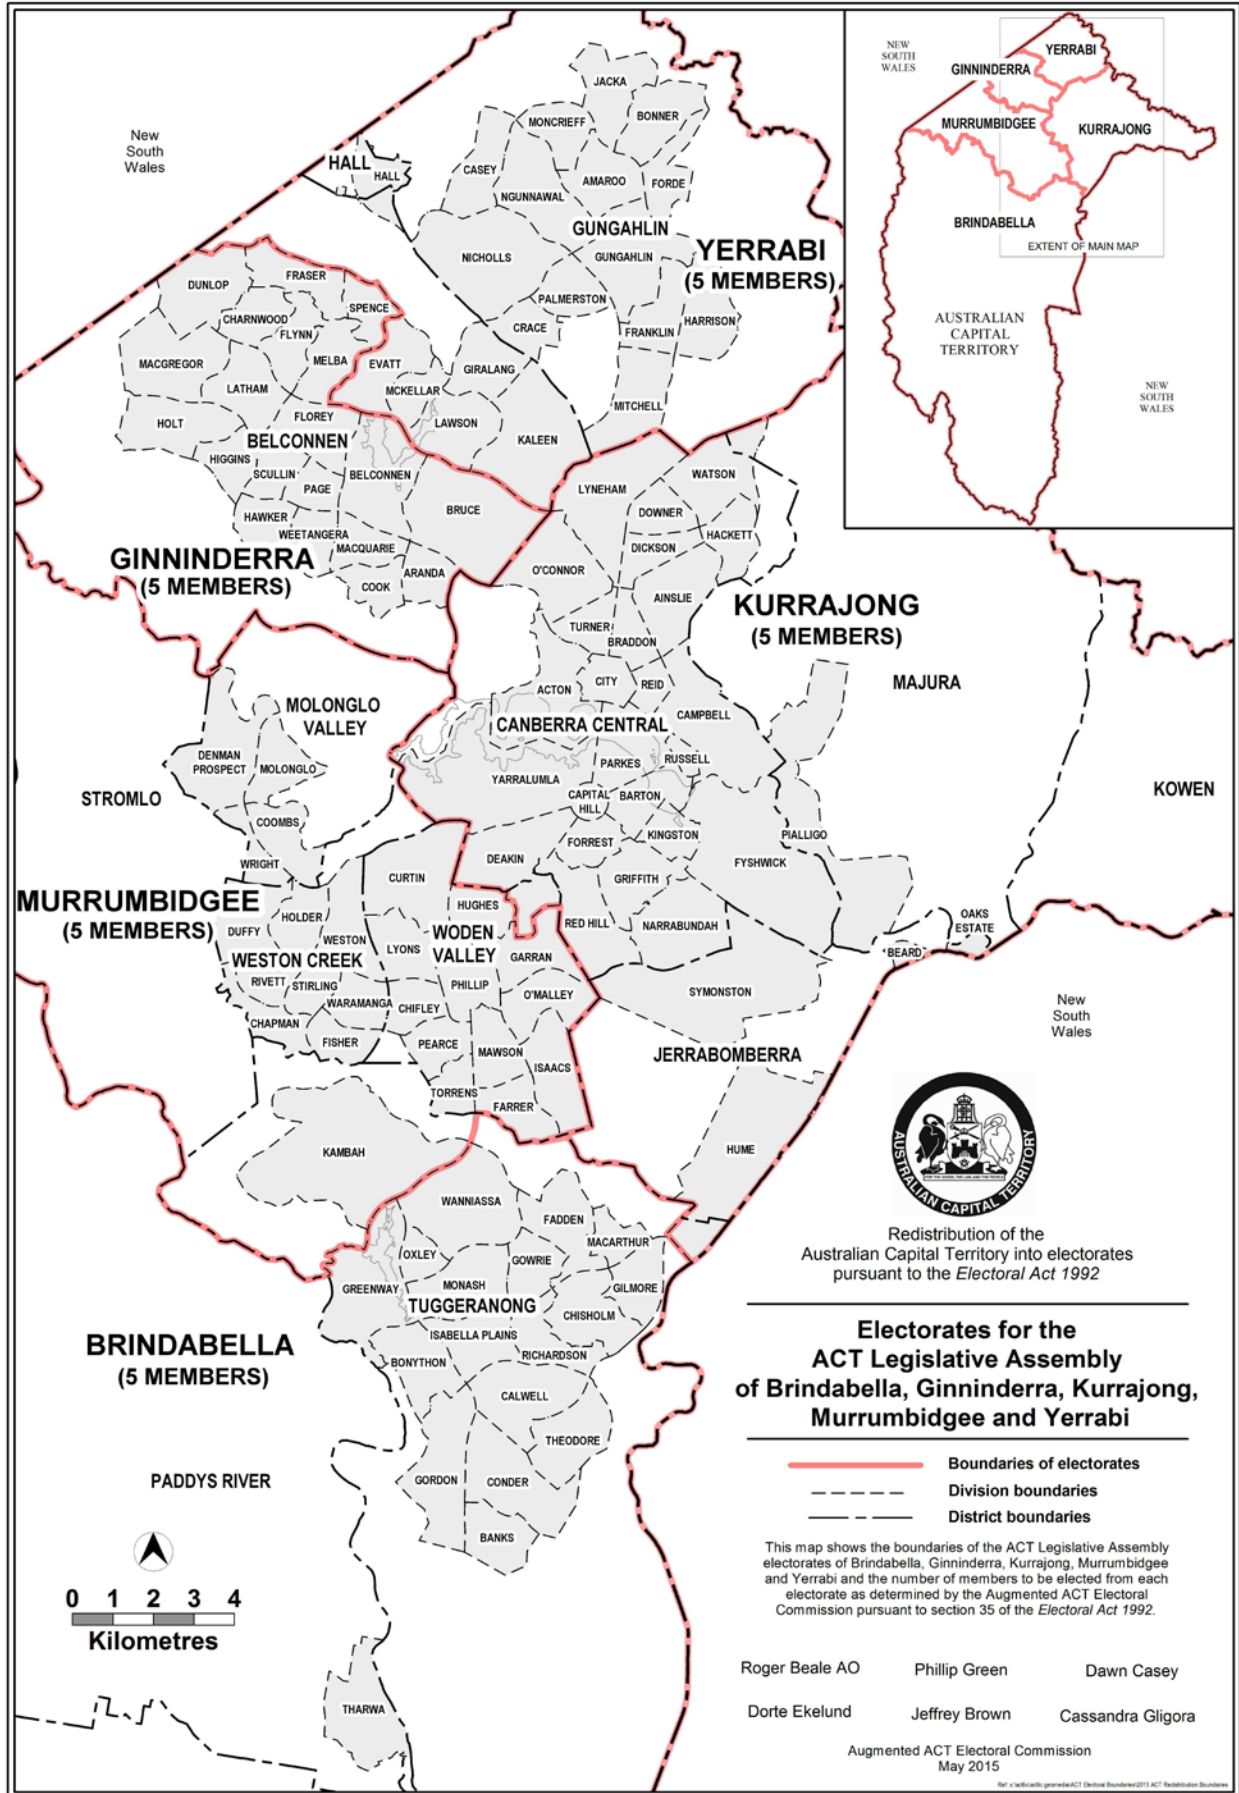 New
South
Wales
HALL
HALL
JACKA
BONNER
MONCRIEFF
CASEY
AMAROO
FORDE
NGUNNAWAL
GUNGAHLIN
NICHOLLS
GUNGAHLIN
YERRABI
(5 MEMBERS)
PALMERSTON
CRACE
FRANKLIN
HARRISON
MITCHELL
GIRALANG
KALEEN
LAWSON
MCKELLAR
EVATT
SPENCE
FRASER
DUNLOP
CHARNWOOD
FLYNN
MELBA
MACGREGOR
LATHAM
HOLT
FLOREY
BELCONNEN
HIGGINS
SCULLIN
BELCONNEN
PAGE
BRUCE
HAWKER
WEETANGERA
MACQUARIE
ARANDA
COOK
GINNINDERRA
(5 MEMBERS)
LYNEHAM
WATSON
DOWNER
DICKSON
HACKETT
O'CONNOR
AINSLIE
TURNER
BRADDON
KURRAJONG
(5 MEMBERS)
MAJURA
CITY
REID
ACTON
CAMPBELL
CANBERRA CENTRAL
PARKES
RUSSELL
YARRALUMLA
CAPITAL
HILL
BARTON
KINGSTON
FORREST
DEAKIN
GRIFFITH
FYSHWICK
PIALLIGO
KOWEN
RED HILL
NARRABUNDAH
OAKS
ESTATE
BEARD
SYMONSTON
JERRABOMBERRA
HUME
New
South
Wales
MOLONGLO
VALLEY
DENMAN
PROSPECT
MOLONGLO
STROMLO
COOMBS
WRIGHT
CURTIN
MURRUMBIDGEE
(5 MEMBERS)
HUGHES
HOLDER
DUFFY
WESTON
LYONS
WODEN
VALLEY
GARRAN
WESTON CREEK
RIVETT
STIRLING
PHILLIP
O'MALLEY
WARAMANGA
CHIFLEY
CHAPMAN
FISHER
PEARCE
MAWSON
ISAACS
TORRENS
FARRER
KAMBAH
WANNIASSA
FADDEN
MACARTHUR
OXLEY
GOWRIE
GREENWAY
MONASH
GILMORE
TUGGERANONG
CHISHOLM
ISABELLA PLAINS
RICHARDSON
BONYTHON
CALWELL
THEODORE
GORDON
CONDER
BANKS
BRINDABELLA
(5 MEMBERS)
PADDYS RIVER
THARWA
0 1 2 3 4
Kilometres
NEW
SOUTH
WALES
YERRABI
GINNINDERRA
MURRUMBIDGEE
KURRAJONG
BRINDABELLA
EXTENT OF MAIN MAP
AUSTRALIAN
CAPITAL
TERRITORY
NEW
SOUTH
WALES
AUSTRALIAN CAPITAL TERRITORY
Redistribution of the
Australian Capital Territory into electorates
pursuant to the Electoral Act 1992
Electorates for the
ACT Legislative Assembly
of Brindabella, Ginninderra, Kurrajong,
Murrumbidgee and Yerrabi
Boundaries of electorates
Division boundaries
District boundaries
This map shows the boundaries of the ACT Legislative Assembly
electorates of Brindabella, Ginninderra, Kurrajong, Murrumbidgee
and Yerrabi and the number of members to be elected from each
electorate as determined by the Augmented ACT Electoral
Commission pursuant to section 35 of the Electoral Act 1992.
Roger Beale AO Phillip Green Dawn Casey
Dorte Ekelund Jeffrey Brown Cassandra Gligora
Augmented ACT Electoral Commission
May 2015